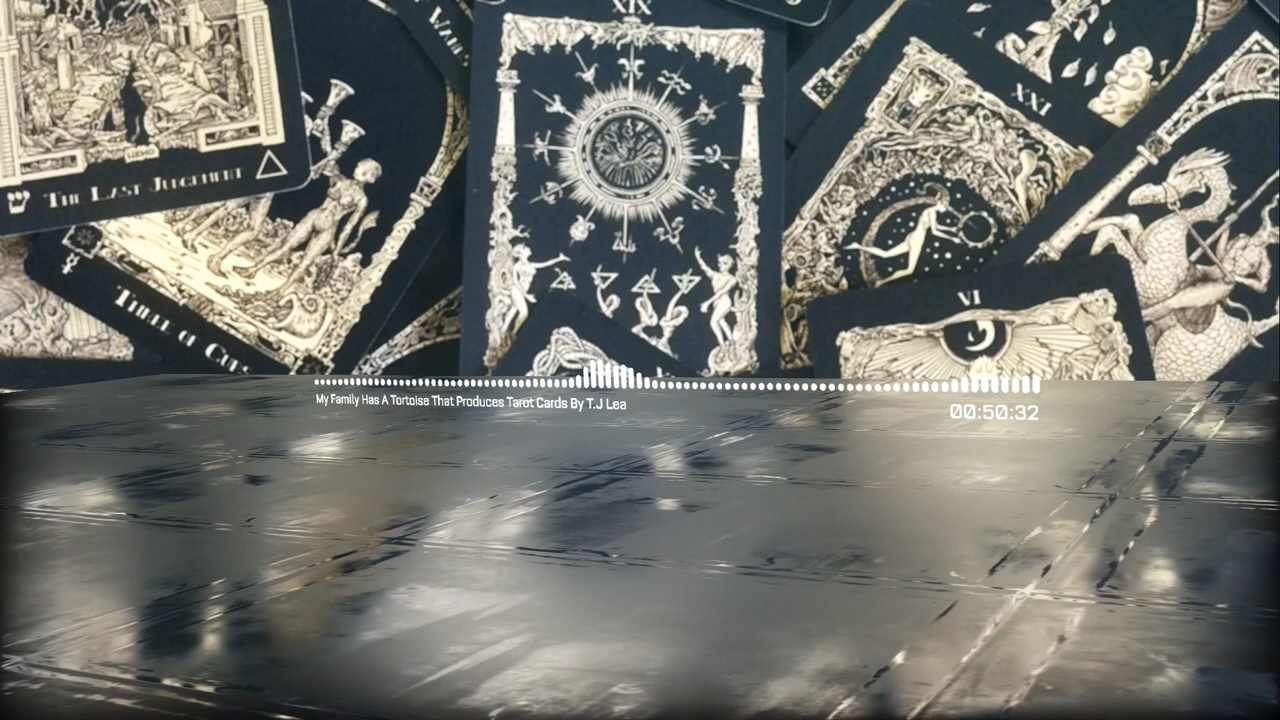 XIX
XXI
ש The Last Judgement
Three of Cups
VI
My Family Has A Tortoise That Produces Tarot Cards By T.J Lea
00:50:32